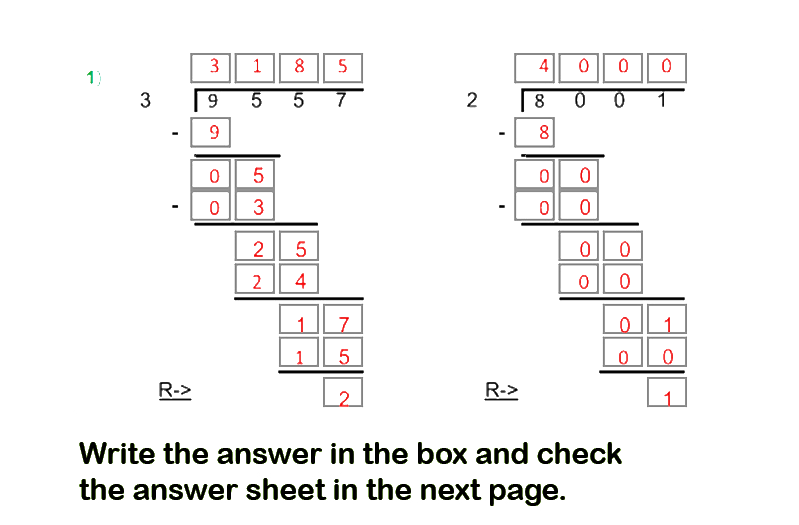 1)
3 1 8 5 4 0 0 0
3 9 5 5 7 2 8 0 0 1
- 9 - 8
0 5 0 0
- 0 3 - 0 0
2 5 0 0
2 4 0 0
1 7 0 1
1 5 0 0
R-> 2 R-> 1
Write the answer in the box and check
the answer sheet in the next page.